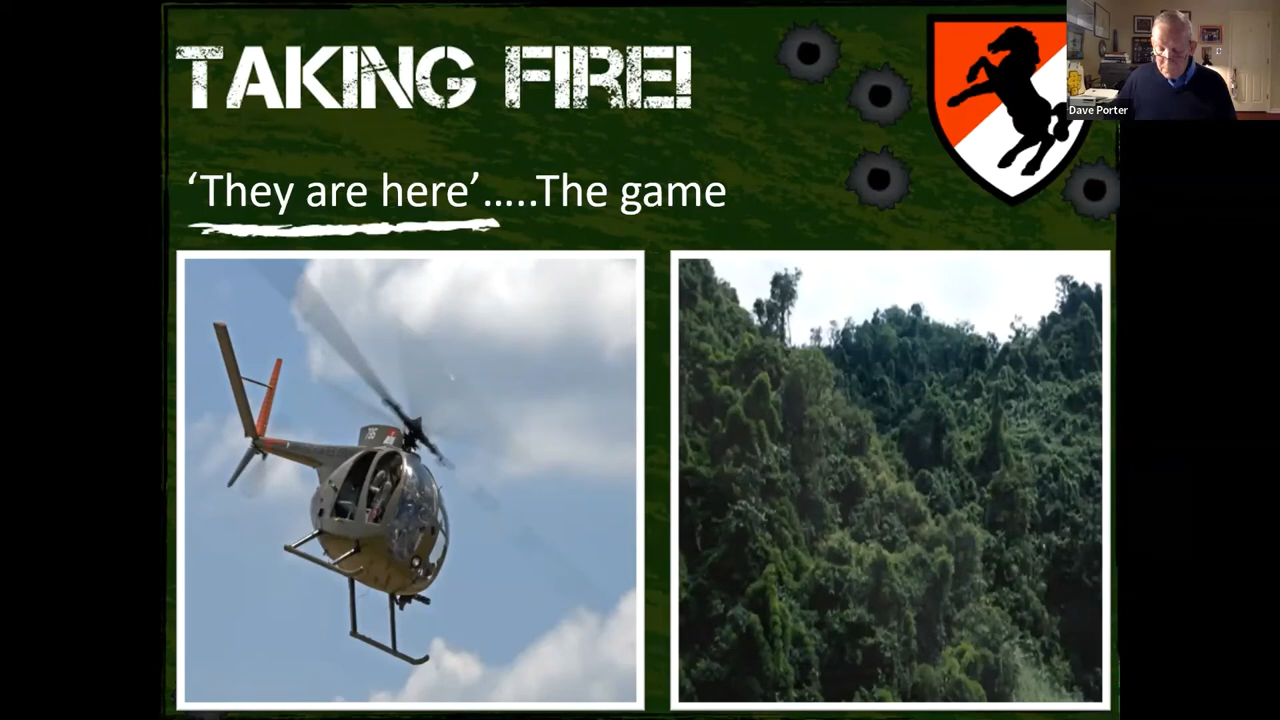 TAKING FIRE!
Dave Porter
‘They are here’.....The game